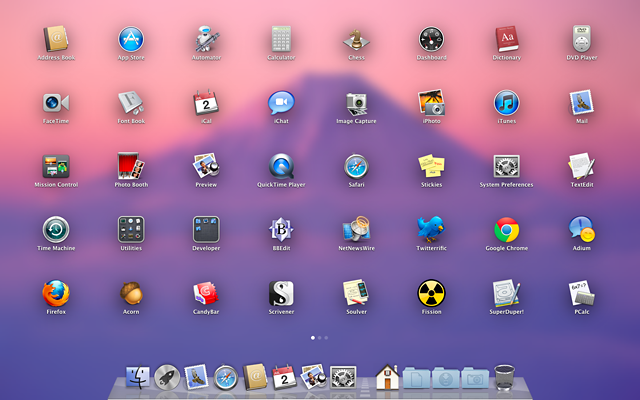 Address Book
App Store
Automator
Calculator
Chess
Dashboard
Dictionary
DVD Player
FaceTime
Font Book
iCal
iChat
Image Capture
iPhoto
iTunes
Mail
Mission Control
Photo Booth
Preview
QuickTime Player
Safari
Stickies
System Preferences
TextEdit
Time Machine
Utilities
Developer
BBEdit
NetNewsWire
Twitterrific
Google Chrome
Adium
Firefox
Acorn
CandyBar
Scrivener
Soulver
Fission
SuperDuper!
PCalc